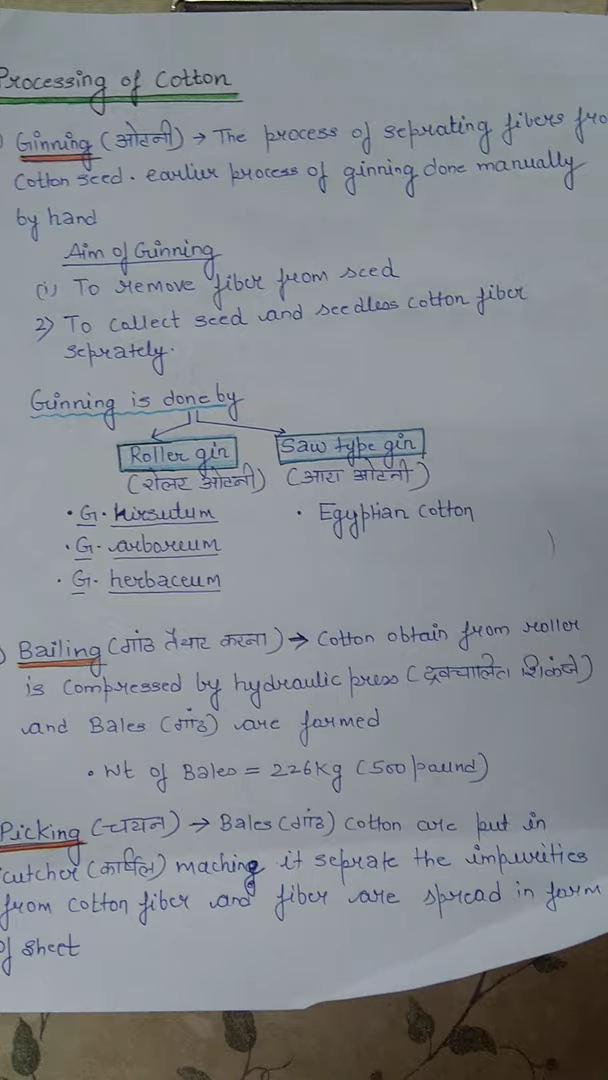 Processing of Cotton
Ginning (ओटनी) → The process of seprating fibers fro
Cotton seed. earlier process of ginning done manually
by hand
Aim of Ginning
(i) To remove fiber from seed
2) To collect seed and seedless cotton fiber
seprately.
Ginning is done by
Roller gin Saw type gin
(रोलर ओटनी) (आरा ओटनी)
• G. hirsutum • Egyptian cotton
• G. arboreum
• G. herbaceum
Bailing (गांठ तैयार करना) → Cotton obtain from roller
is compressed by hydraulic press (द्रवचालित शिकंजे)
and Bales (गांठ) are formed
• Wt of Bales = 226Kg (500 pound)
Picking (चयन) → Bales (गांठ) cotton are put in
cutcher maching it seprate the impurities
from cotton fiber and fiber are spread in form
of sheet